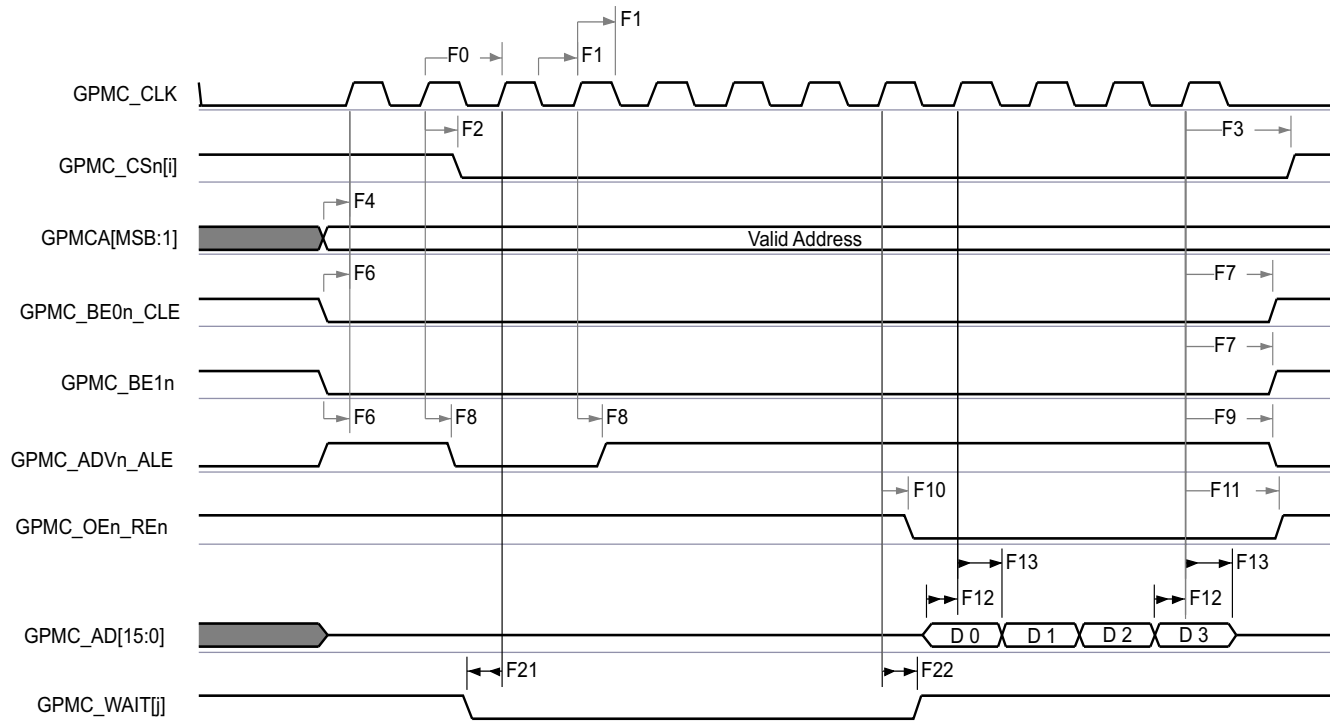 F1
F0 F1
GPMC_CLK
F2 F3
GPMC_CSn[i]
F4
GPMCA[MSB:1] Valid Address
F6 F7
GPMC_BE0n_CLE
F7
GPMC_BE1n
F6 F8 F8 F9
GPMC_ADVn_ALE
F10 F11
GPMC_OEn_REn
F13 F13
F12 F12
GPMC_AD[15:0] D 0 D 1 D 2 D 3
F21 F22
GPMC_WAIT[j]